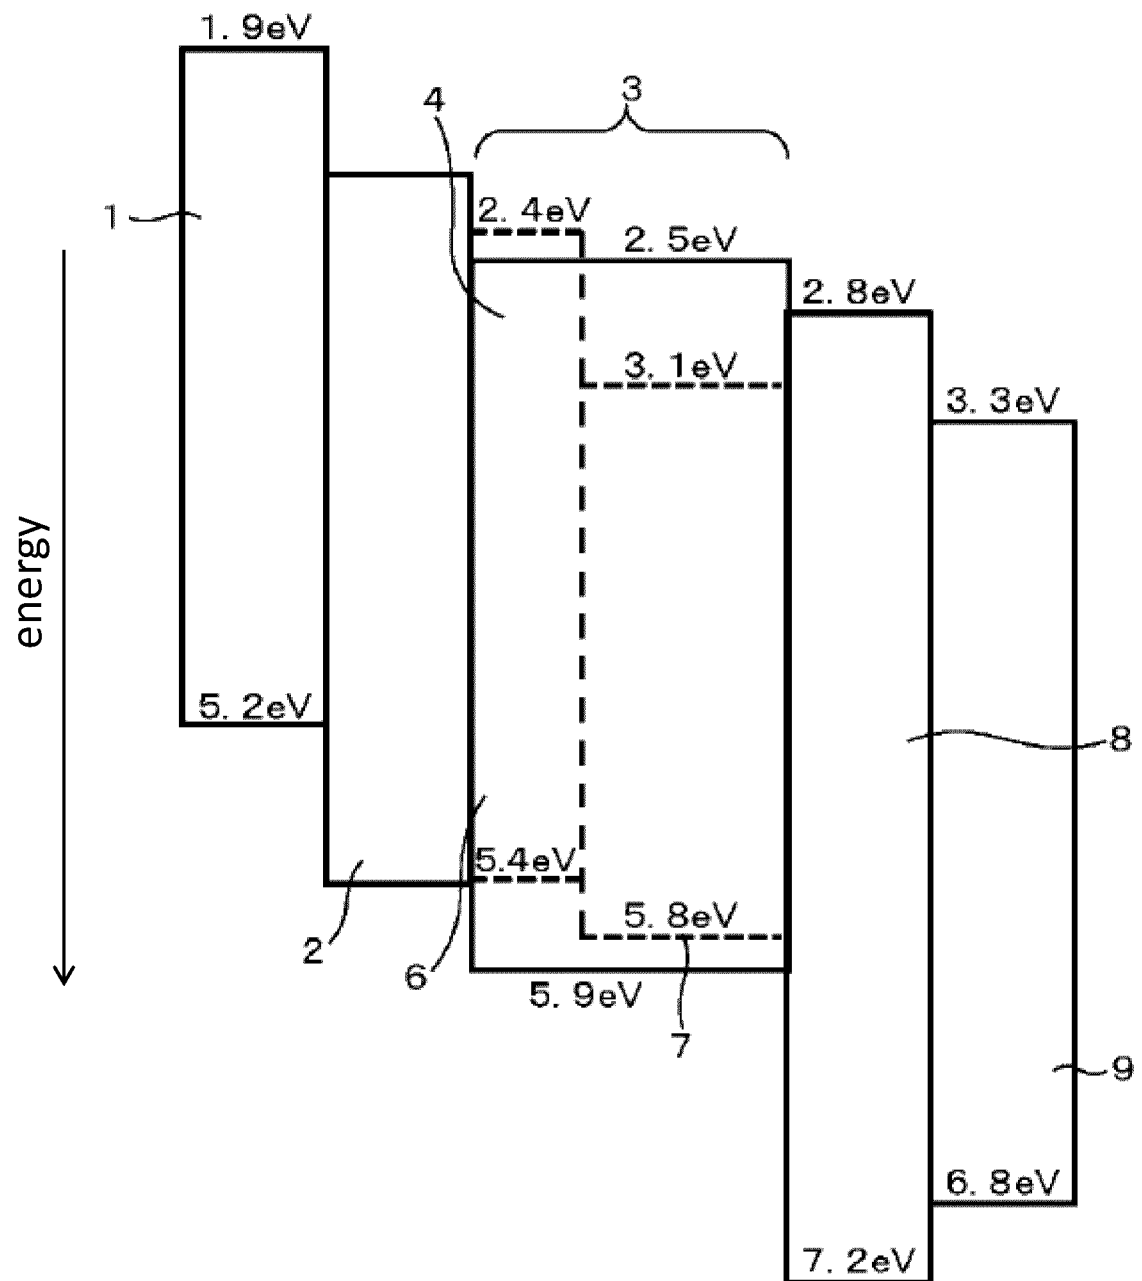 1. 9eV
3
4
1
2. 4eV
2. 5eV
2. 8eV
3. 1eV
3. 3eV
energy
5. 2eV
8
5.4eV
5. 8eV
2
6
5. 9eV
7
9
6. 8eV
7. 2eV